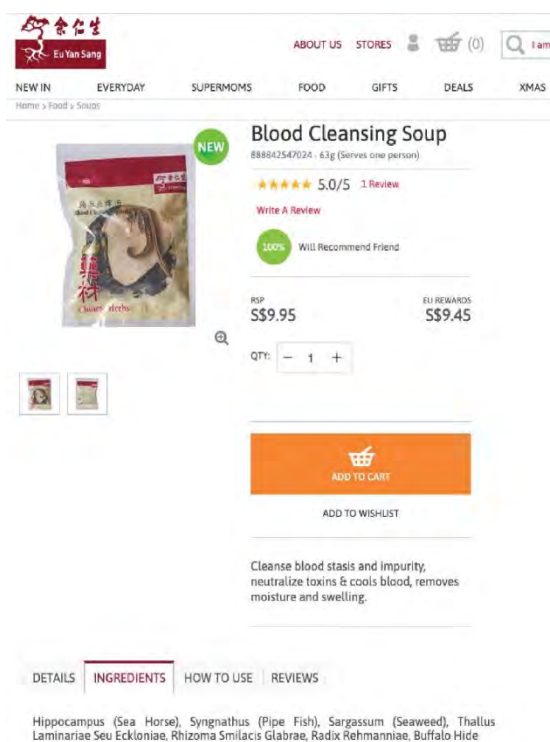 余仁生
Eu Yan Sang
ABOUT US STORES (0) I am
NEW IN EVERYDAY SUPERMOMS FOOD GIFTS DEALS XMAS
Home > Food > Soups
NEW
Blood Cleansing Soup
888842547024 - 63g (Serves one person)
5.0/5 1 Review
Write A Review
100% Will Recommend Friend
RSP EU REWARDS
S$9.95 S$9.45
QTY: - 1 +
ADD TO CART
ADD TO WISHLIST
Cleanse blood stasis and impurity,
neutralize toxins & cools blood, removes
moisture and swelling.
DETAILS INGREDIENTS HOW TO USE REVIEWS
Hippocampus (Sea Horse), Syngnathus (Pipe Fish), Sargassum (Seaweed), Thallus
Laminariae Seu Eckloniae, Rhizoma Smilacis Glabrae, Radix Rehmanniae, Buffalo Hide